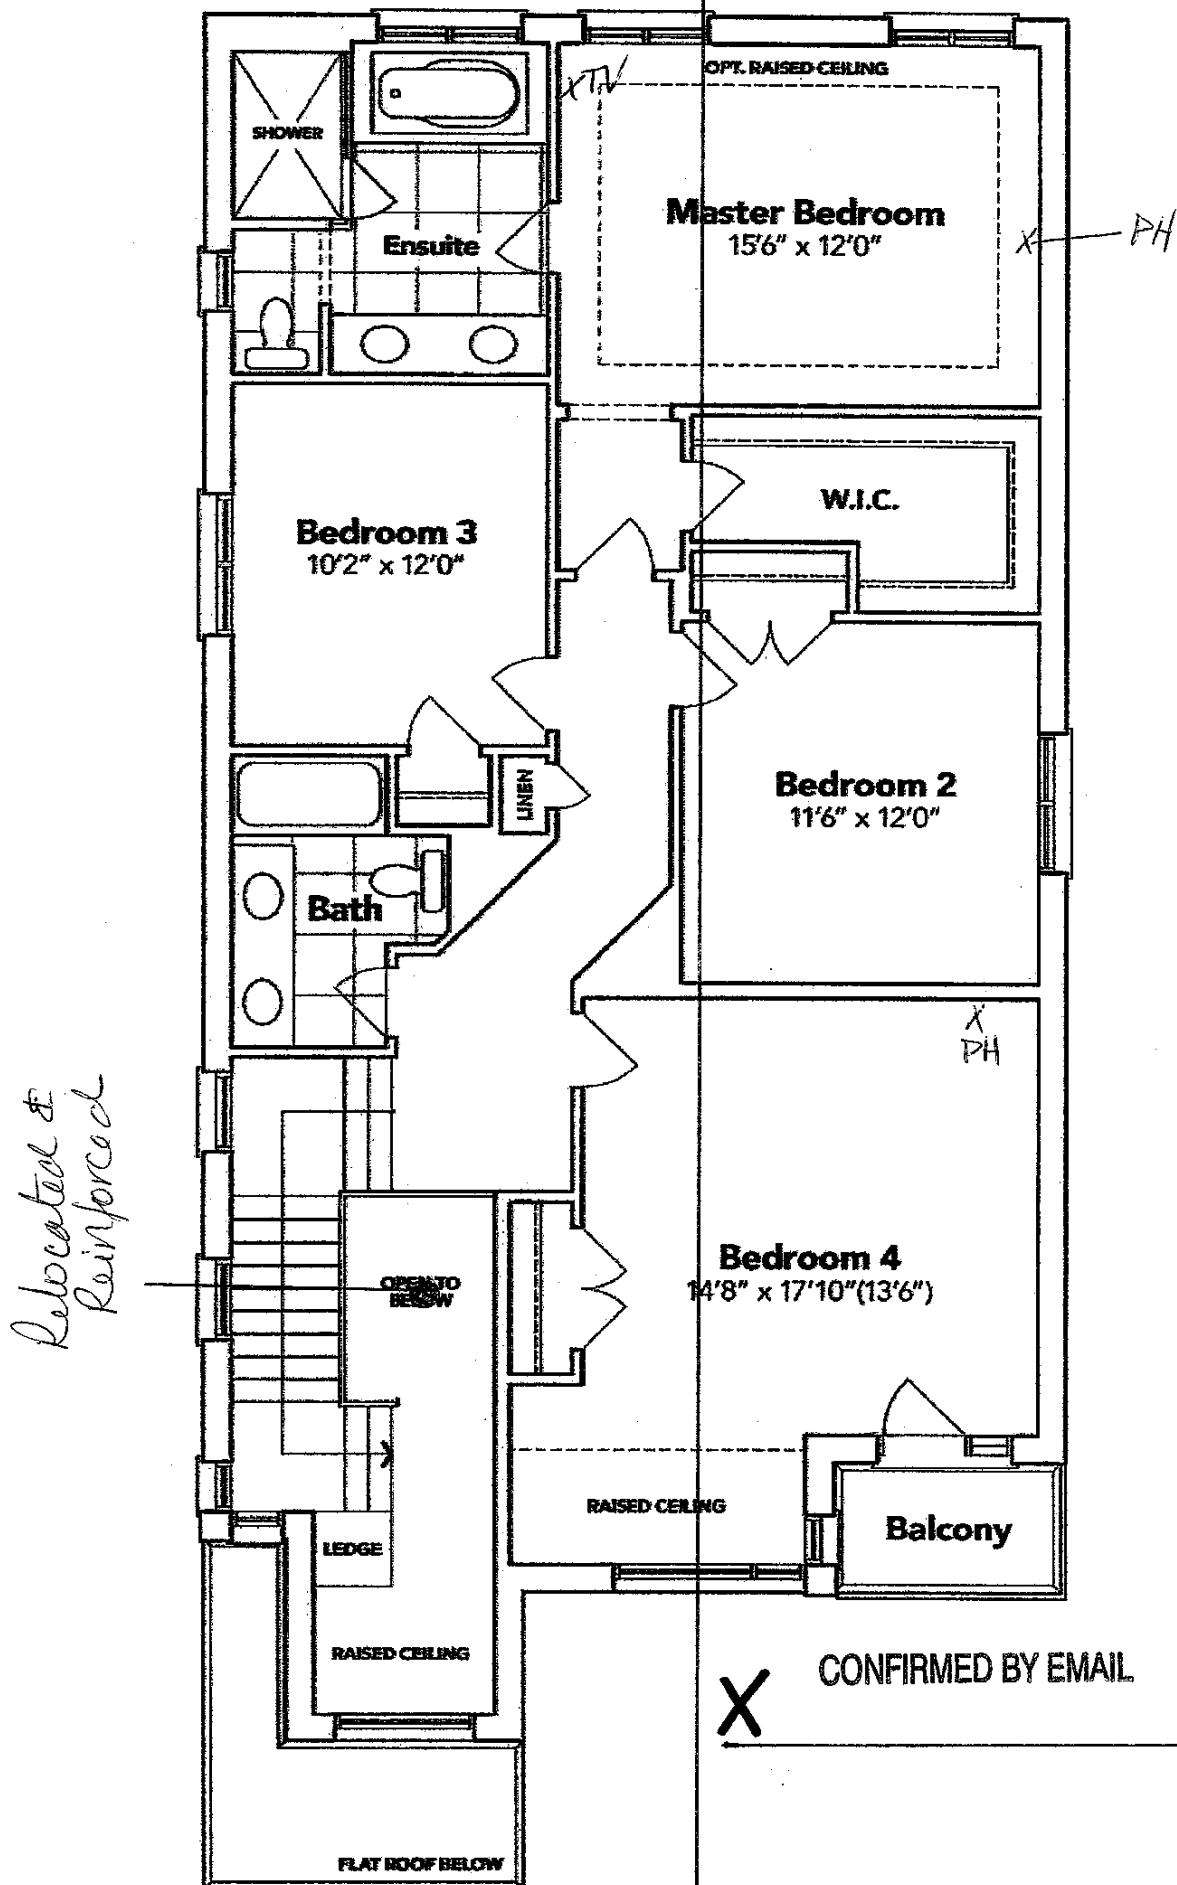 OPT. RAISED CEILING
X TV
SHOWER
Master Bedroom
15'6" x 12'0"
X PH
Ensuite
W.I.C.
Bedroom 3
10'2" x 12'0"
Bedroom 2
11'6" x 12'0"
LINEN
Bath
X
PH
Relocated &
Reinforced
OPEN TO
BELOW
Bedroom 4
14'8" x 17'10"(13'6")
RAISED CEILING
Balcony
LEDGE
RAISED CEILING
X CONFIRMED BY EMAIL
FLAT ROOF BELOW